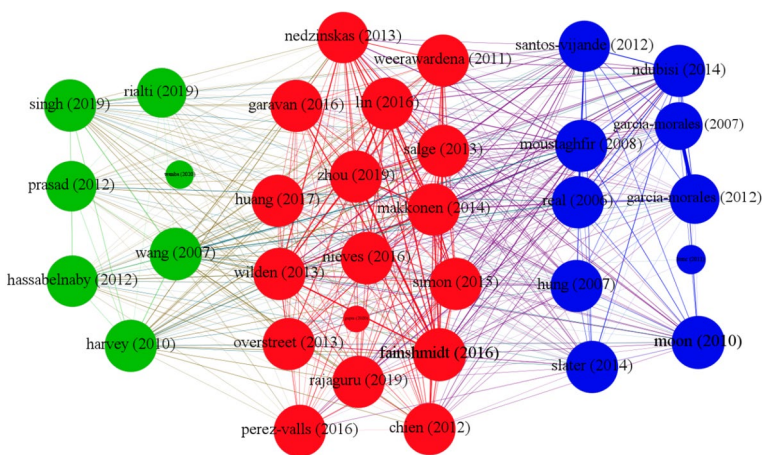 nedzinskas (2013)
santos-vijande (2012)
weerawardena (2011)
ndubisi (2014)
rialti (2019)
singh (2019)
garavan (2016)
lin (2016)
garcia-morales (2007)
salge (2013)
moustaghfir (2008)
zhou (2019)
prasad (2012)
huang (2017)
makkonen (2014)
real (2006)
garcia-morales (2012)
wang (2007)
nieves (2016)
hassabelnaby (2012)
wilden (2013)
simon (2015)
hung (2007)
harvey (2010)
overstreet (2013)
fainshmidt (2016)
moon (2010)
rajaguru (2019)
slater (2014)
perez-valls (2016)
chien (2012)